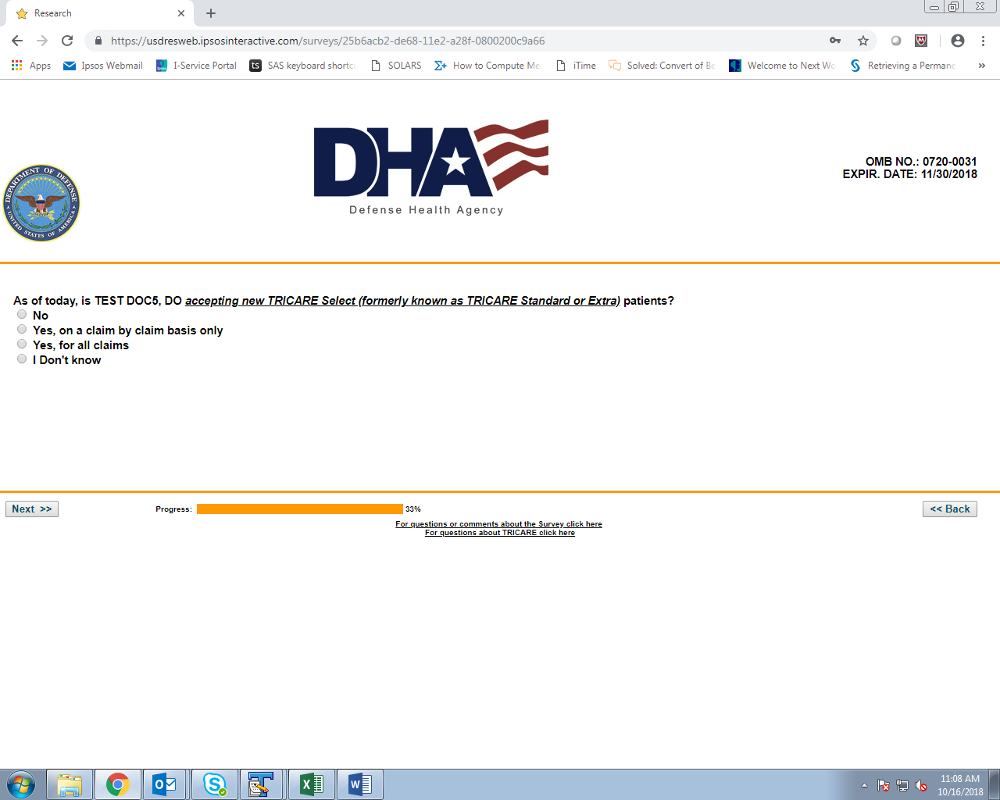 Research
https://usdresweb.ipsosinteractive.com/surveys/25b6acb2-de68-11e2-a28f-0800200c9a66
Apps
Ipsos Webmail
I-Service Portal
ts SAS keyboard shortcu
SOLARS
How to Compute Me
iTime
Solved: Convert of Be
Welcome to Next Wo
Retrieving a Permane
»
DEPARTMENT OF DEFENSE
UNITED STATES OF AMERICA
DHA
Defense Health Agency
OMB NO.: 0720-0031
EXPIR. DATE: 11/30/2018
As of today, is TEST DOC5, DO accepting new TRICARE Select (formerly known as TRICARE Standard or Extra) patients?
No
Yes, on a claim by claim basis only
Yes, for all claims
I Don't know
Next >>
Progress: 33%
<< Back
For questions or comments about the Survey click here
For questions about TRICARE click here
11:08 AM
10/16/2018